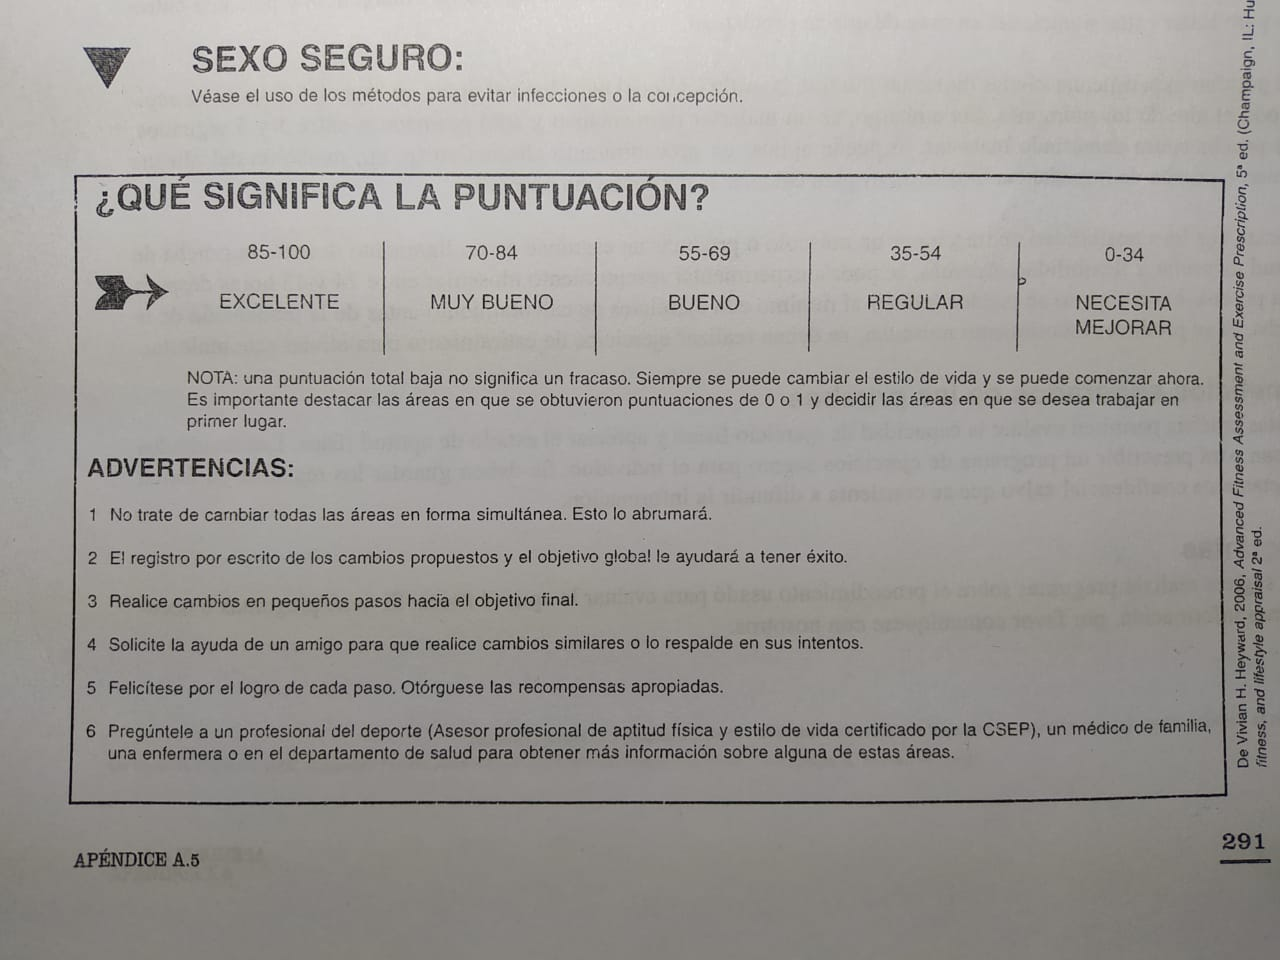 SEXO SEGURO:
Véase el uso de los métodos para evitar infecciones o la concepción.
¿QUÉ SIGNIFICA LA PUNTUACIÓN?
85-100
EXCELENTE
70-84
MUY BUENO
55-69
BUENO
35-54
REGULAR
0-34
NECESITA
MEJORAR
NOTA: una puntuación total baja no significa un fracaso. Siempre se puede cambiar el estilo de vida y se puede comenzar ahora.
Es importante destacar las áreas en que se obtuvieron puntuaciones de 0 o 1 y decidir las áreas en que se desea trabajar en
primer lugar.
ADVERTENCIAS:
1 No trate de cambiar todas las áreas en forma simultánea. Esto lo abrumará.
2 El registro por escrito de los cambios propuestos y el objetivo global le ayudará a tener éxito.
3 Realice cambios en pequeños pasos hacia el objetivo final.
4 Solicite la ayuda de un amigo para que realice cambios similares o lo respalde en sus intentos.
5 Felicítese por el logro de cada paso. Otórguese las recompensas apropiadas.
6 Pregúntele a un profesional del deporte (Asesor profesional de aptitud física y estilo de vida certificado por la CSEP), un médico de familia,
una enfermera o en el departamento de salud para obtener más información sobre alguna de estas áreas.
De Vivian H. Heyward, 2006, Advanced Fitness Assessment and Exercise Prescription, 5ª ed. (Champaign, IL: Hu
fitness, and lifestyle appraisal 2ª ed.
APÉNDICE A.5
291